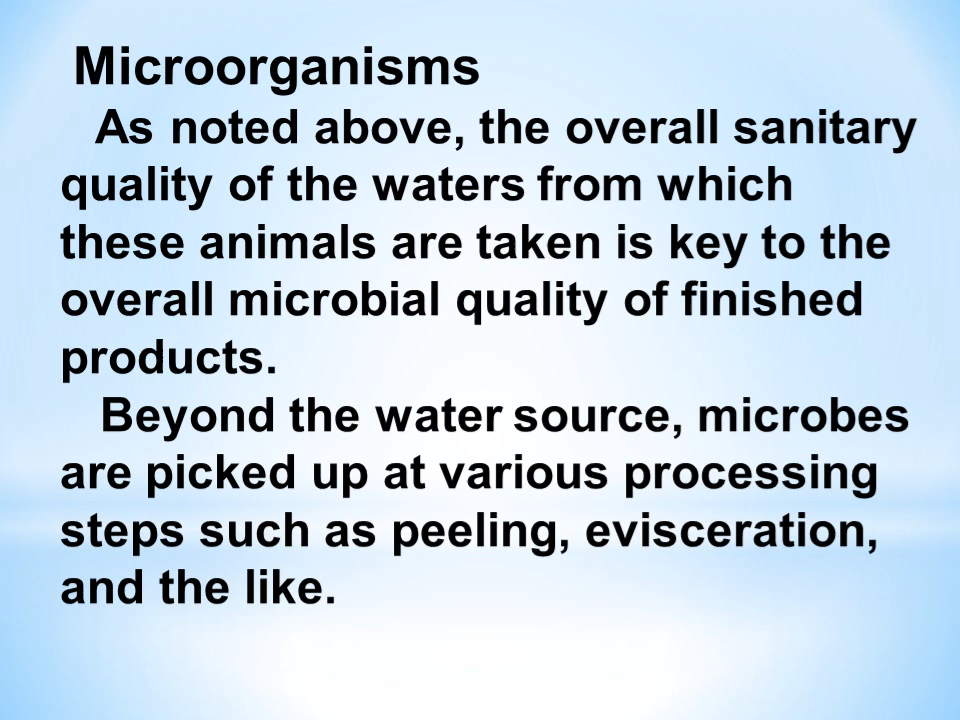 Microorganisms
As noted above, the overall sanitary
quality of the waters from which
these animals are taken is key to the
overall microbial quality of finished
products.
Beyond the water source, microbes
are picked up at various processing
steps such as peeling, evisceration,
and the like.